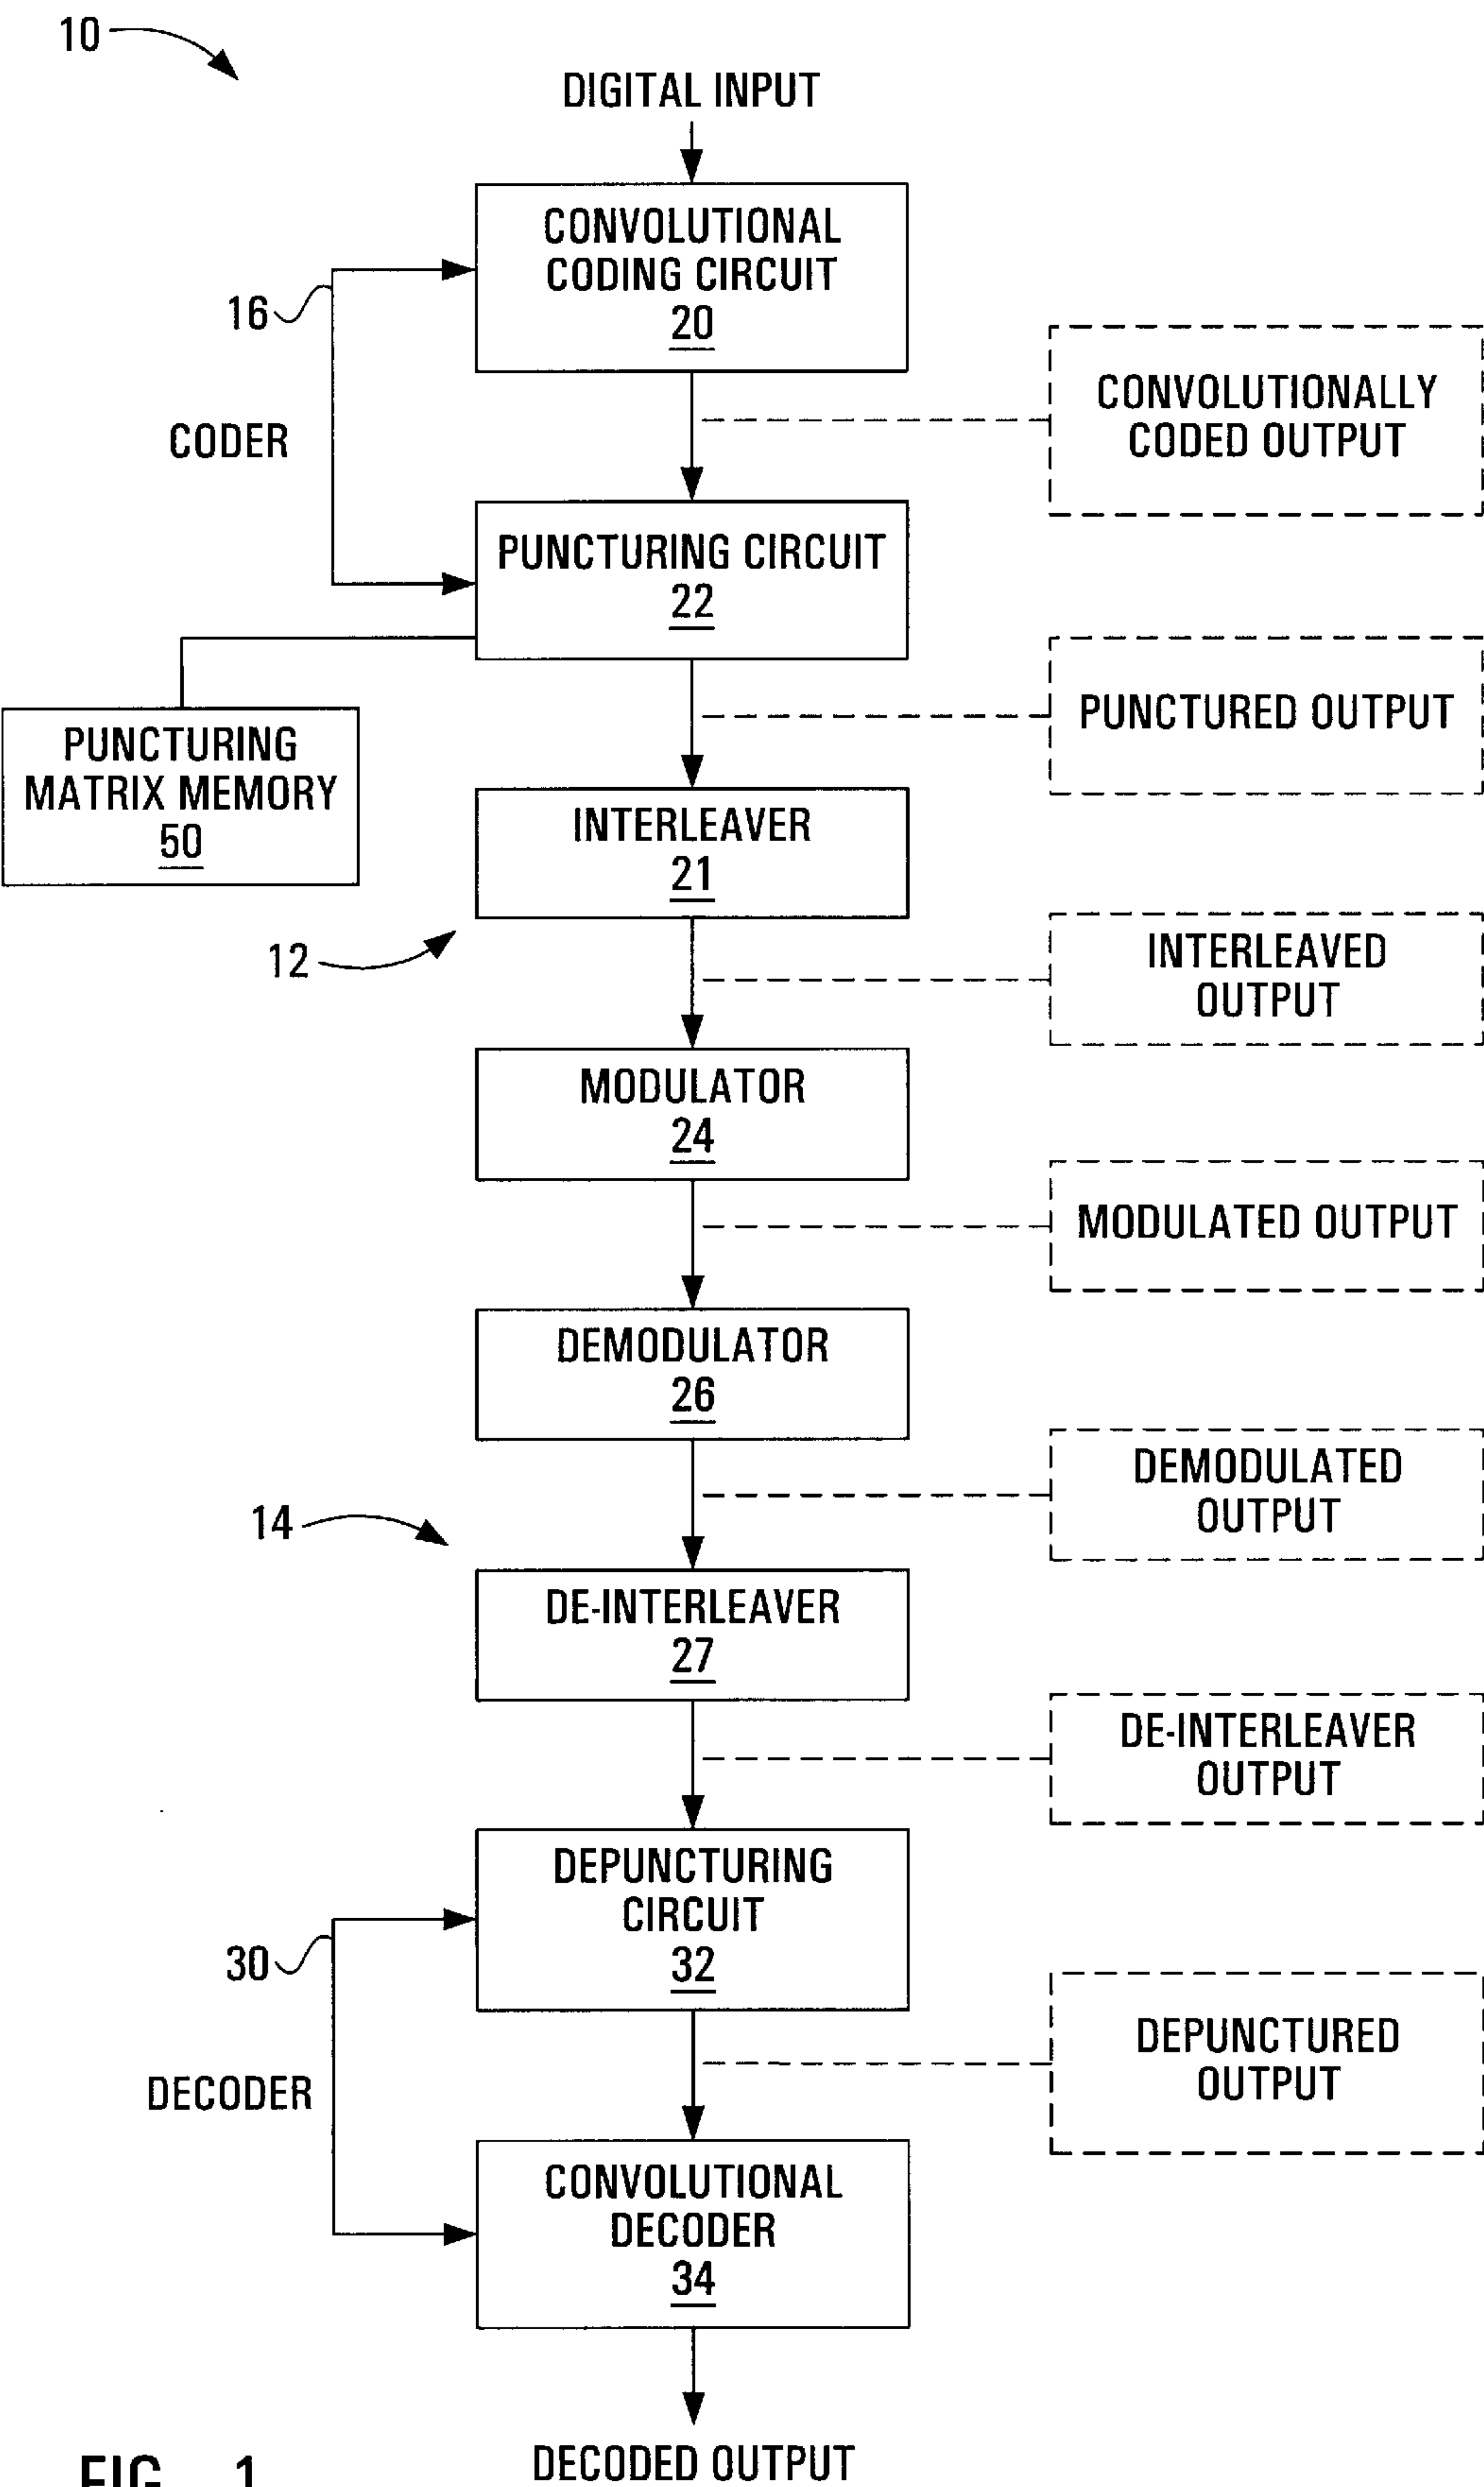 10
DIGITAL INPUT
CONVOLUTIONAL
CODING CIRCUIT
20
16
CODER
CONVOLUTIONALLY
CODED OUTPUT
PUNCTURING CIRCUIT
22
PUNCTURED OUTPUT
PUNCTURING
MATRIX MEMORY
50
INTERLEAVER
21
12
INTERLEAVED
OUTPUT
MODULATOR
24
MODULATED OUTPUT
DEMODULATOR
26
DEMODULATED
OUTPUT
14
DE-INTERLEAVER
27
DE-INTERLEAVER
OUTPUT
DEPUNCTURING
CIRCUIT
32
30
DECODER
DEPUNCTURED
OUTPUT
CONVOLUTIONAL
DECODER
34
DECODED OUTPUT
FIG. 1